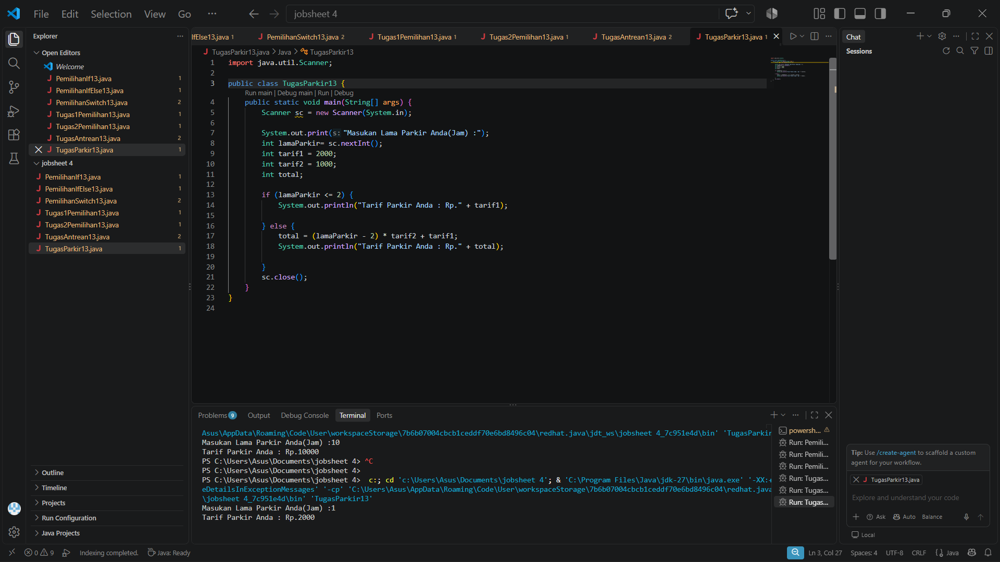 File Edit Selection View Go ···
jobsheet 4
Explorer
Open Editors
Welcome
PemilihanIf13.java 1
PemilihanIfElse13.java 1
PemilihanSwitch13.java 2
Tugas1Pemilihan13.java 1
Tugas2Pemilihan13.java 1
TugasAntrean13.java 2
TugasParkir13.java 1
jobsheet 4
PemilihanIf13.java 1
PemilihanIfElse13.java 1
PemilihanSwitch13.java 2
Tugas1Pemilihan13.java 1
Tugas2Pemilihan13.java 1
TugasAntrean13.java 2
TugasParkir13.java 1
Outline
Timeline
Projects
Run Configuration
Java Projects
IfElse13.java 1 PemilihanSwitch13.java 2 Tugas1Pemilihan13.java 1 Tugas2Pemilihan13.java 1 TugasAntrean13.java 2 TugasParkir13.java 1
TugasParkir13.java > Java > TugasParkir13
1 import java.util.Scanner;
2
3 public class TugasParkir13 {
Run main | Debug main | Run | Debug
4 public static void main(String[] args) {
5 Scanner sc = new Scanner(System.in);
6
7 System.out.print(s: "Masukan Lama Parkir Anda(Jam) :");
8 int lamaParkir= sc.nextInt();
9 int tarif1 = 2000;
10 int tarif2 = 1000;
11 int total;
12
13 if (lamaParkir <= 2) {
14 System.out.println("Tarif Parkir Anda : Rp." + tarif1);
15
16 } else {
17 total = (lamaParkir - 2) * tarif2 + tarif1;
18 System.out.println("Tarif Parkir Anda : Rp." + total);
19
20 }
21 sc.close();
22 }
23 }
24
Problems 9 Output Debug Console Terminal Ports
Asus\AppData\Roaming\Code\User\workspaceStorage\7b6b07004cbcb1ceddf70e6bd8496c04\redhat.java\jdt_ws\jobsheet 4_7c951e4d\bin' 'TugasParkir
Masukan Lama Parkir Anda(Jam) :10
Tarif Parkir Anda : Rp.10000
PS C:\Users\Asus\Documents\jobsheet 4> ^C
PS C:\Users\Asus\Documents\jobsheet 4>
PS C:\Users\Asus\Documents\jobsheet 4> c:; cd 'c:\Users\Asus\Documents\jobsheet 4'; & 'C:\Program Files\Java\jdk-27\bin\java.exe' '-XX:+
eDetailsInExceptionMessages' '-cp' 'C:\Users\Asus\AppData\Roaming\Code\User\workspaceStorage\7b6b07004cbcb1ceddf70e6bd8496c04\redhat.java
\jobsheet 4_7c951e4d\bin' 'TugasParkir13'
Masukan Lama Parkir Anda(Jam) :1
Tarif Parkir Anda : Rp.2000
powersh...
Run: Pemili...
Run: Pemili...
Run: Pemili...
Run: Tugas...
Run: Tugas...
Run: Tugas...
Chat
Sessions
Tip: Use /create-agent to scaffold a custom
agent for your workflow.
TugasParkir13.java
Explore and understand your code
Ask Auto Balance
Local
0 9 Indexing completed. Java: Ready
Ln 3, Col 27 Spaces: 4 UTF-8 CRLF Java